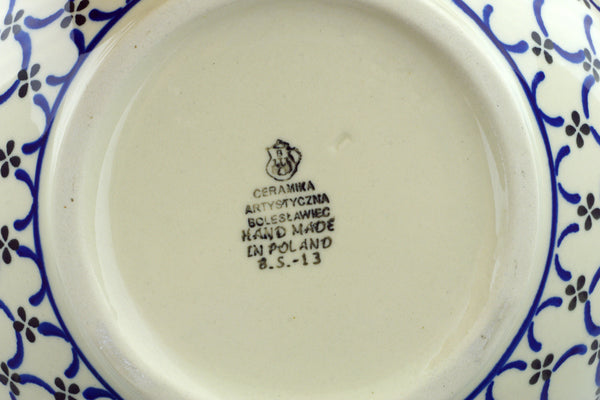 CERAMIKA
ARTYSTYCZNA
BOLESŁAWIEC
HAND MADE
IN POLAND
B.S.-13